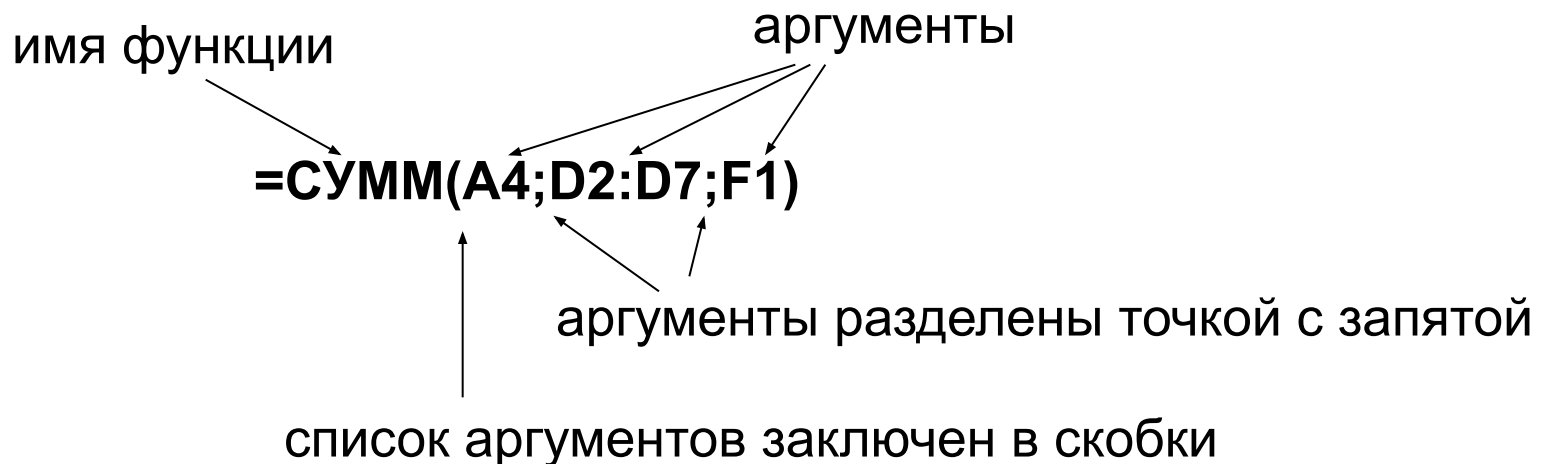 аргументы
имя функции
=СУММ(A4;D2:D7;F1)
аргументы разделены точкой с запятой
список аргументов заключен в скобки